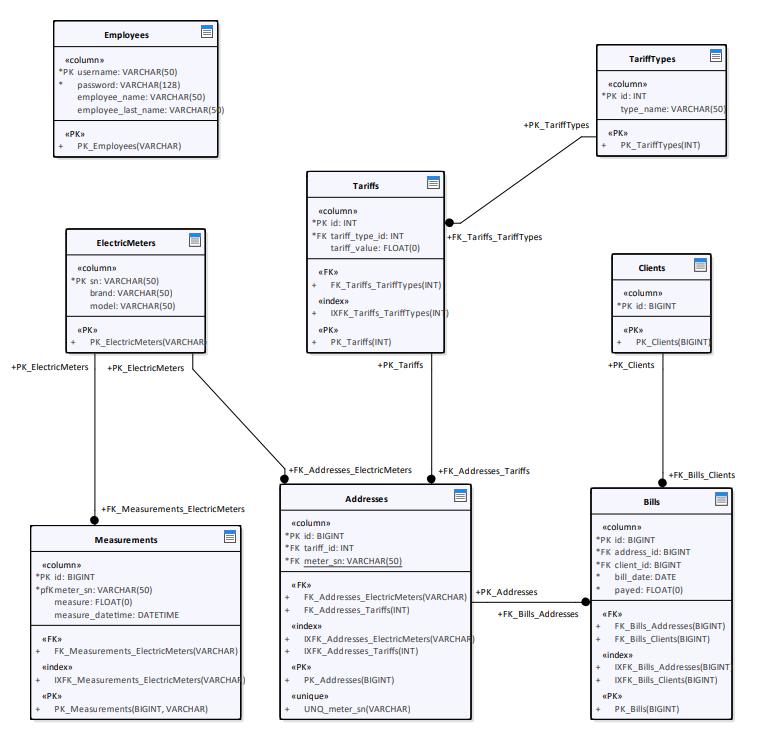 Employees
«column»
*PK username: VARCHAR(50)
* password: VARCHAR(128)
employee_name: VARCHAR(50)
employee_last_name: VARCHAR(50)
«PK»
+ PK_Employees(VARCHAR)
TariffTypes
«column»
*PK id: INT
type_name: VARCHAR(50)
«PK»
+ PK_TariffTypes(INT)
+PK_TariffTypes
Tariffs
«column»
*PK id: INT
*FK tariff_type_id: INT
tariff_value: FLOAT(0)
«FK»
+ FK_Tariffs_TariffTypes(INT)
«index»
+ IXFK_Tariffs_TariffTypes(INT)
«PK»
+ PK_Tariffs(INT)
+FK_Tariffs_TariffTypes
ElectricMeters
«column»
*PK sn: VARCHAR(50)
brand: VARCHAR(50)
model: VARCHAR(50)
«PK»
+ PK_ElectricMeters(VARCHAR)
Clients
«column»
*PK id: BIGINT
«PK»
+ PK_Clients(BIGINT)
+PK_ElectricMeters
+PK_ElectricMeters
+PK_Tariffs
+PK_Clients
+FK_Addresses_ElectricMeters
+FK_Addresses_Tariffs
+FK_Bills_Clients
+FK_Measurements_ElectricMeters
Measurements
«column»
*PK id: BIGINT
*pfK meter_sn: VARCHAR(50)
measure: FLOAT(0)
measure_datetime: DATETIME
«FK»
+ FK_Measurements_ElectricMeters(VARCHAR)
«index»
+ IXFK_Measurements_ElectricMeters(VARCHAR)
«PK»
+ PK_Measurements(BIGINT, VARCHAR)
Addresses
«column»
*PK id: BIGINT
*FK tariff_id: INT
*FK meter_sn: VARCHAR(50)
«FK»
+ FK_Addresses_ElectricMeters(VARCHAR)
+ FK_Addresses_Tariffs(INT)
«index»
+ IXFK_Addresses_ElectricMeters(VARCHAR)
+ IXFK_Addresses_Tariffs(INT)
«PK»
+ PK_Addresses(BIGINT)
«unique»
+ UNQ_meter_sn(VARCHAR)
+PK_Addresses
+FK_Bills_Addresses
Bills
«column»
*PK id: BIGINT
*FK address_id: BIGINT
*FK client_id: BIGINT
* bill_date: DATE
* payed: FLOAT(0)
«FK»
+ FK_Bills_Addresses(BIGINT)
+ FK_Bills_Clients(BIGINT)
«index»
+ IXFK_Bills_Addresses(BIGINT)
+ IXFK_Bills_Clients(BIGINT)
«PK»
+ PK_Bills(BIGINT)